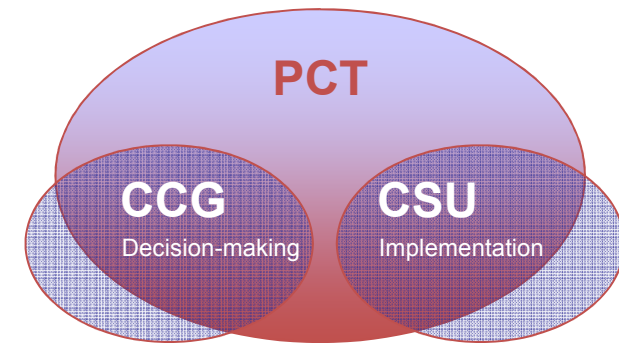 PCT
CCG
CSU
Decision-making
Implementation